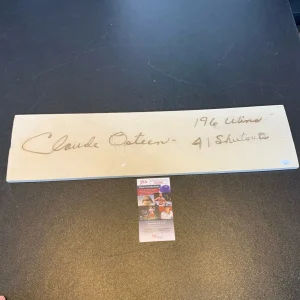 Claude Osteen -
196 Wins
41 Shutouts